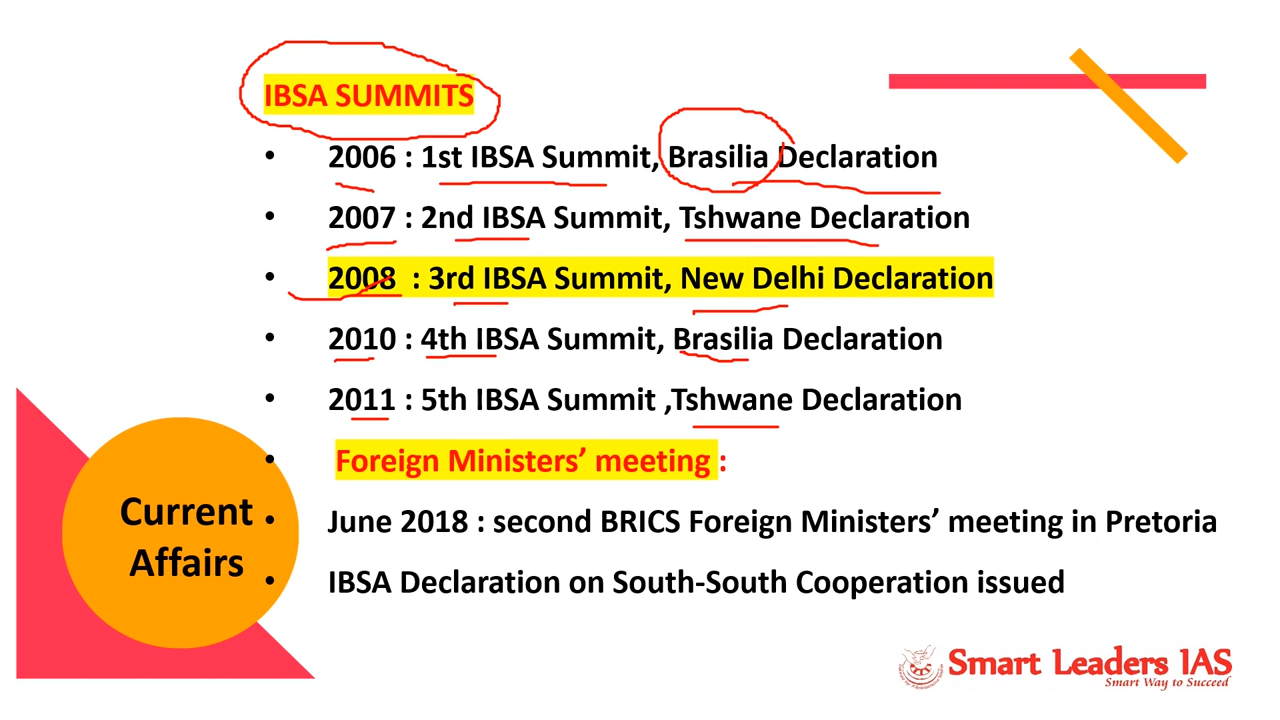 IBSA SUMMITS
• 2006 : 1st IBSA Summit, Brasilia Declaration
• 2007 : 2nd IBSA Summit, Tshwane Declaration
• 2008 : 3rd IBSA Summit, New Delhi Declaration
• 2010 : 4th IBSA Summit, Brasilia Declaration
• 2011 : 5th IBSA Summit ,Tshwane Declaration
• Foreign Ministers’ meeting :
• June 2018 : second BRICS Foreign Ministers’ meeting in Pretoria
• IBSA Declaration on South-South Cooperation issued
Current
Affairs
Smart Leaders IAS
Smart Way to Succeed